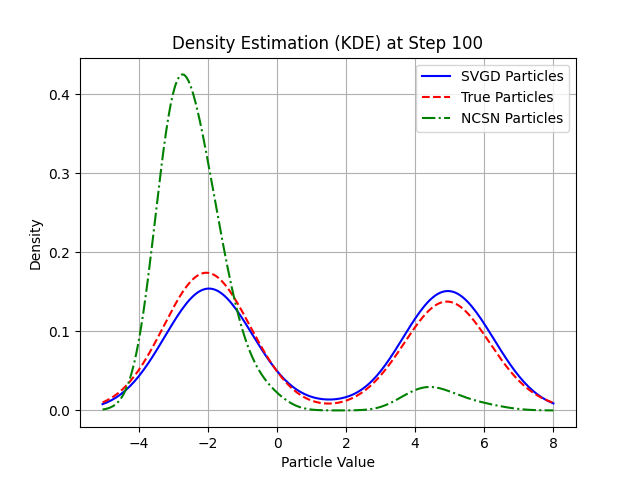 Density Estimation (KDE) at Step 100
SVGD Particles
True Particles
NCSN Particles
Density
0.4
0.3
0.2
0.1
0.0
−4 −2 0 2 4 6 8
Particle Value